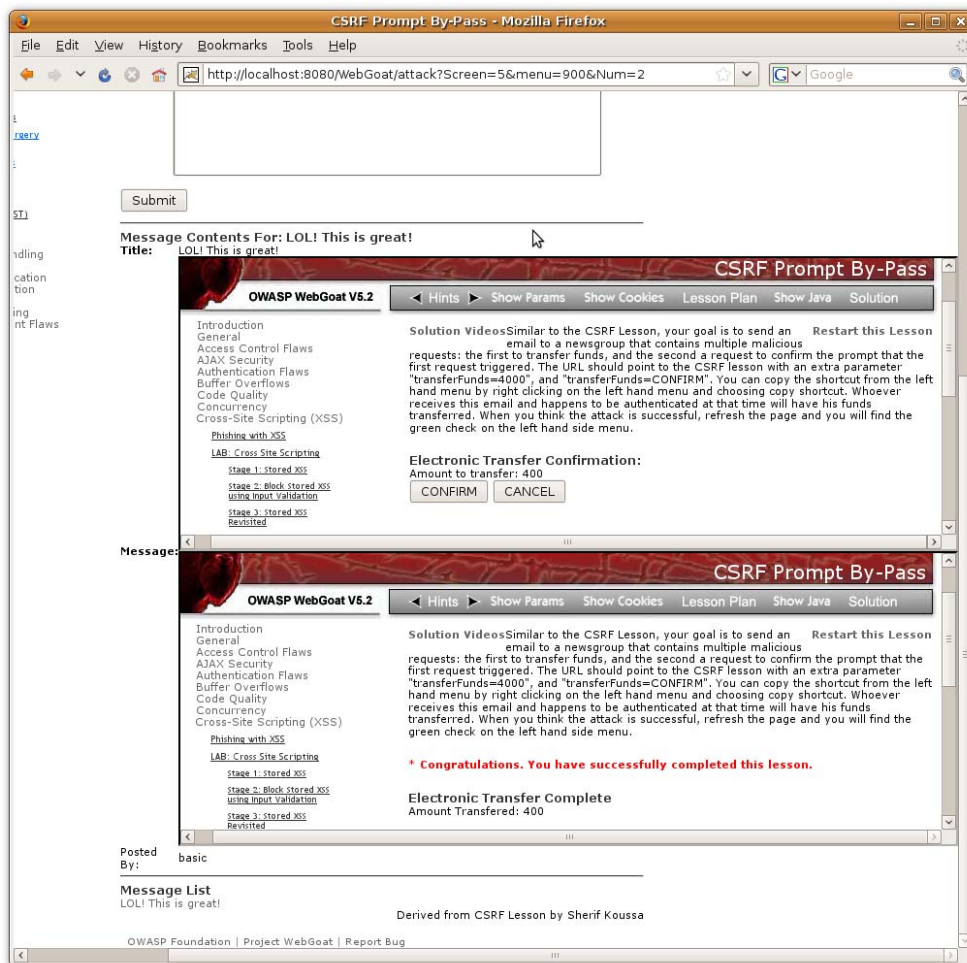 CSRF Prompt By-Pass - Mozilla Firefox
File Edit View History Bookmarks Tools Help
http://localhost:8080/WebGoat/attack?Screen=5&menu=900&Num=2
G Google
rgery
ST)
ndling
cation
tion
ing
nt Flaws
Submit
Message Contents For: LOL! This is great!
Title: LOL! This is great!
CSRF Prompt By-Pass
OWASP WebGoat V5.2
Hints Show Params Show Cookies Lesson Plan Show Java Solution
Introduction
General
Access Control Flaws
AJAX Security
Authentication Flaws
Buffer Overflows
Code Quality
Concurrency
Cross-Site Scripting (XSS)
Phishing with XSS
LAB: Cross Site Scripting
Stage 1: Stored XSS
Stage 2: Block Stored XSS
using Input Validation
Stage 3: Stored XSS
Revisited
Solution Videos Similar to the CSRF Lesson, your goal is to send an Restart this Lesson
email to a newsgroup that contains multiple malicious
requests: the first to transfer funds, and the second a request to confirm the prompt that the
first request triggered. The URL should point to the CSRF lesson with an extra parameter
"transferFunds=4000", and "transferFunds=CONFIRM". You can copy the shortcut from the left
hand menu by right clicking on the left hand menu and choosing copy shortcut. Whoever
receives this email and happens to be authenticated at that time will have his funds
transferred. When you think the attack is successful, refresh the page and you will find the
green check on the left hand side menu.
Electronic Transfer Confirmation:
Amount to transfer: 400
CONFIRM CANCEL
Message:
CSRF Prompt By-Pass
OWASP WebGoat V5.2
Hints Show Params Show Cookies Lesson Plan Show Java Solution
Introduction
General
Access Control Flaws
AJAX Security
Authentication Flaws
Buffer Overflows
Code Quality
Concurrency
Cross-Site Scripting (XSS)
Phishing with XSS
LAB: Cross Site Scripting
Stage 1: Stored XSS
Stage 2: Block Stored XSS
using Input Validation
Stage 3: Stored XSS
Revisited
Solution Videos Similar to the CSRF Lesson, your goal is to send an Restart this Lesson
email to a newsgroup that contains multiple malicious
requests: the first to transfer funds, and the second a request to confirm the prompt that the
first request triggered. The URL should point to the CSRF lesson with an extra parameter
"transferFunds=4000", and "transferFunds=CONFIRM". You can copy the shortcut from the left
hand menu by right clicking on the left hand menu and choosing copy shortcut. Whoever
receives this email and happens to be authenticated at that time will have his funds
transferred. When you think the attack is successful, refresh the page and you will find the
green check on the left hand side menu.
* Congratulations. You have successfully completed this lesson.
Electronic Transfer Complete
Amount Transfered: 400
Posted
By: basic
Message List
LOL! This is great!
Derived from CSRF Lesson by Sherif Koussa
OWASP Foundation | Project WebGoat | Report Bug